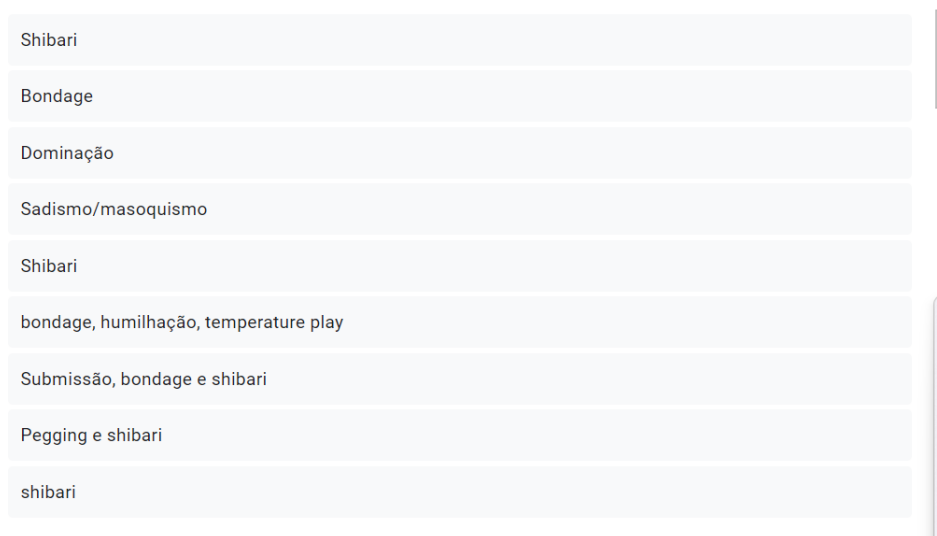 Shibari
Bondage
Dominação
Sadismo/masoquismo
Shibari
bondage, humilhação, temperature play
Submissão, bondage e shibari
Pegging e shibari
shibari